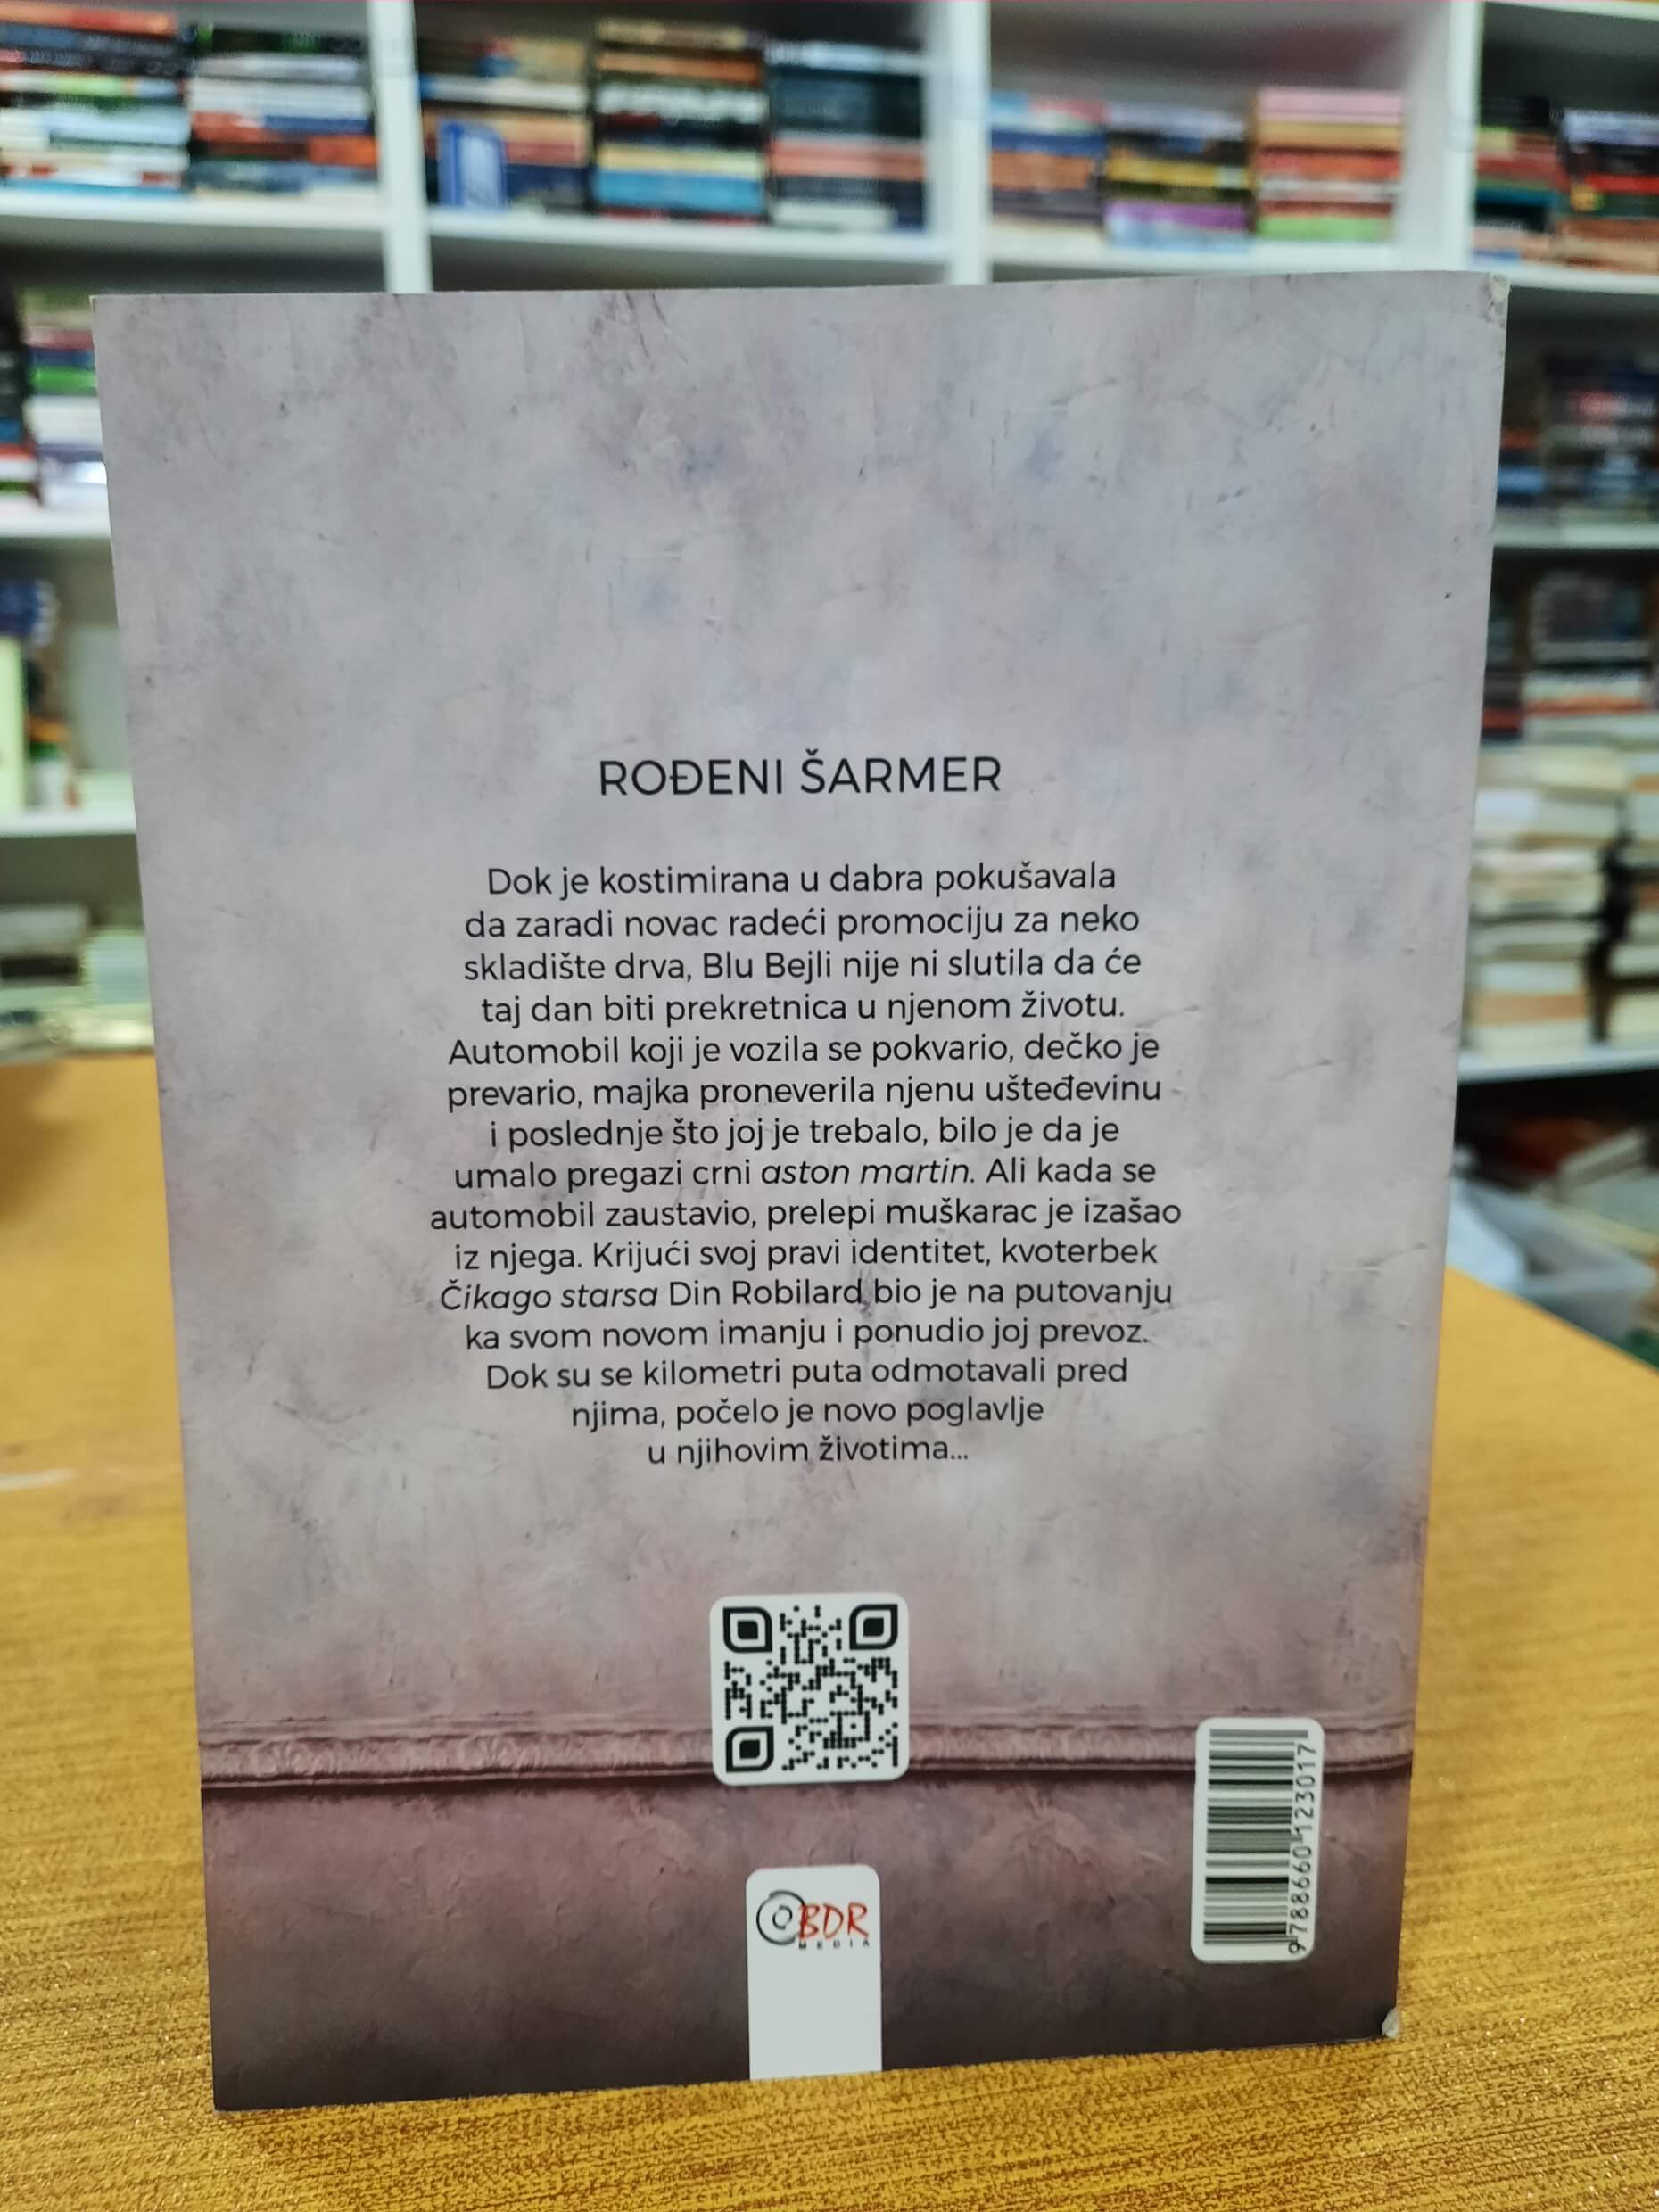 ROĐENI ŠARMER
Dok je kostimirana u dabra pokušavala
da zaradi novac radeći promociju za neko
skladište drva, Blu Bejli nije ni slutila da će
taj dan biti prekretnica u njenom životu.
Automobil koji je vozila se pokvario, dečko je
prevario, majka proneverila njenu ušteđevinu
i poslednje što joj je trebalo, bilo je da je
umalo pregazi crni aston martin. Ali kada se
automobil zaustavio, prelepi muškarac je izašao
iz njega. Krijući svoj pravi identitet, kvoterbek
Čikago starsa Din Robilard bio je na putovanju
ka svom novom imanju i ponudio joj prevoz.
Dok su se kilometri puta odmotavali pred
njima, počelo je novo poglavlje
u njihovim životima...
9788660123017
BDR
MEDIA